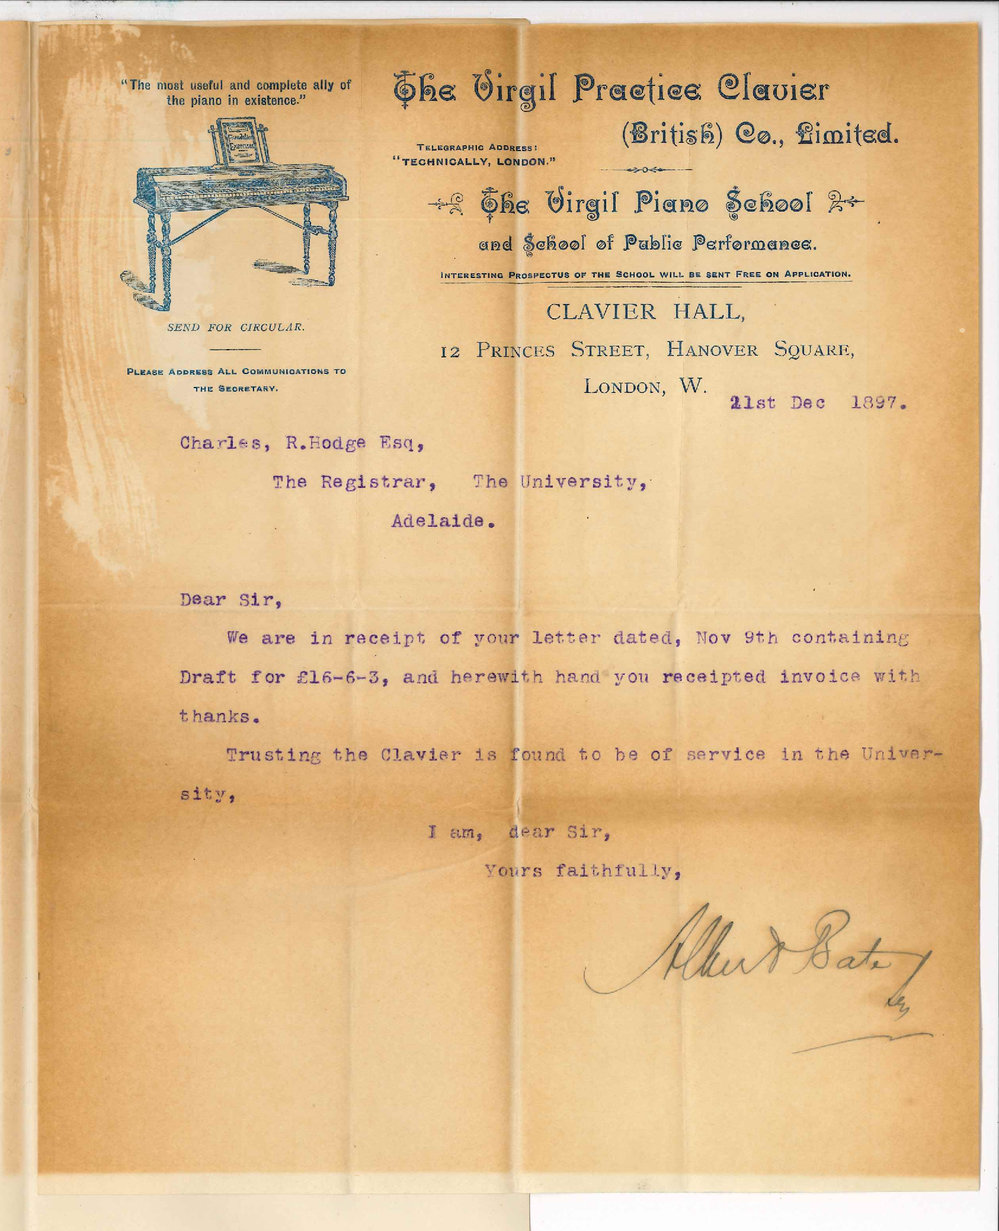 "The most useful and complete ally of
the piano in existence."
SEND FOR CIRCULAR.
PLEASE ADDRESS ALL COMMUNICATIONS TO
THE SECRETARY.
The Virgil Practice Clavier
(British) Co., Limited.
TELEGRAPHIC ADDRESS:
"TECHNICALLY, LONDON."
The Virgil Piano School
and School of Public Performance.
INTERESTING PROSPECTUS OF THE SCHOOL WILL BE SENT FREE ON APPLICATION.
CLAVIER HALL,
12 PRINCES STREET, HANOVER SQUARE,
LONDON, W.
21st Dec 1897.
Charles, R.Hodge Esq,
The Registrar, The University,
Adelaide.
Dear Sir,
We are in receipt of your letter dated, Nov 9th containing
Draft for £16-6-3, and herewith hand you receipted invoice with
thanks.
Trusting the Clavier is found to be of service in the Univer-
sity,
I am, dear Sir,
Yours faithfully,
Albert Bate